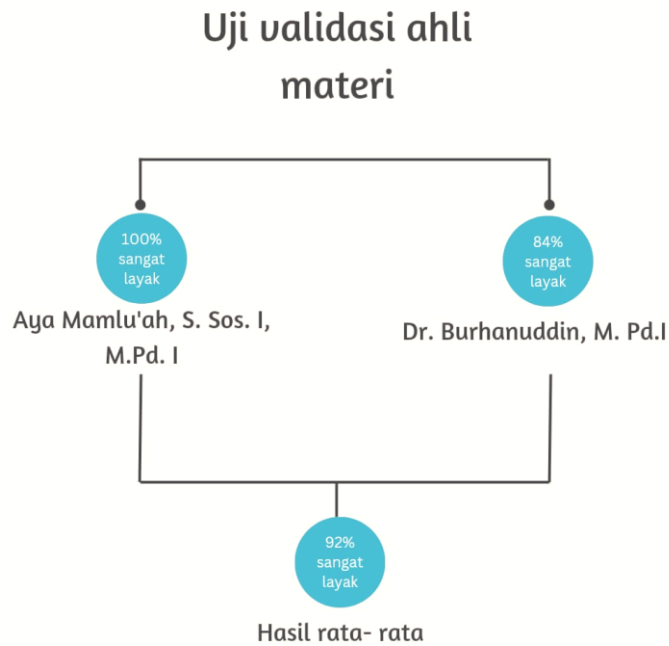 Uji validasi ahli
materi
100%
sangat
layak
84%
sangat
layak
Aya Mamlu'ah, S. Sos. I,
M.Pd. I
Dr. Burhanuddin, M. Pd.I
92%
sangat
layak
Hasil rata- rata